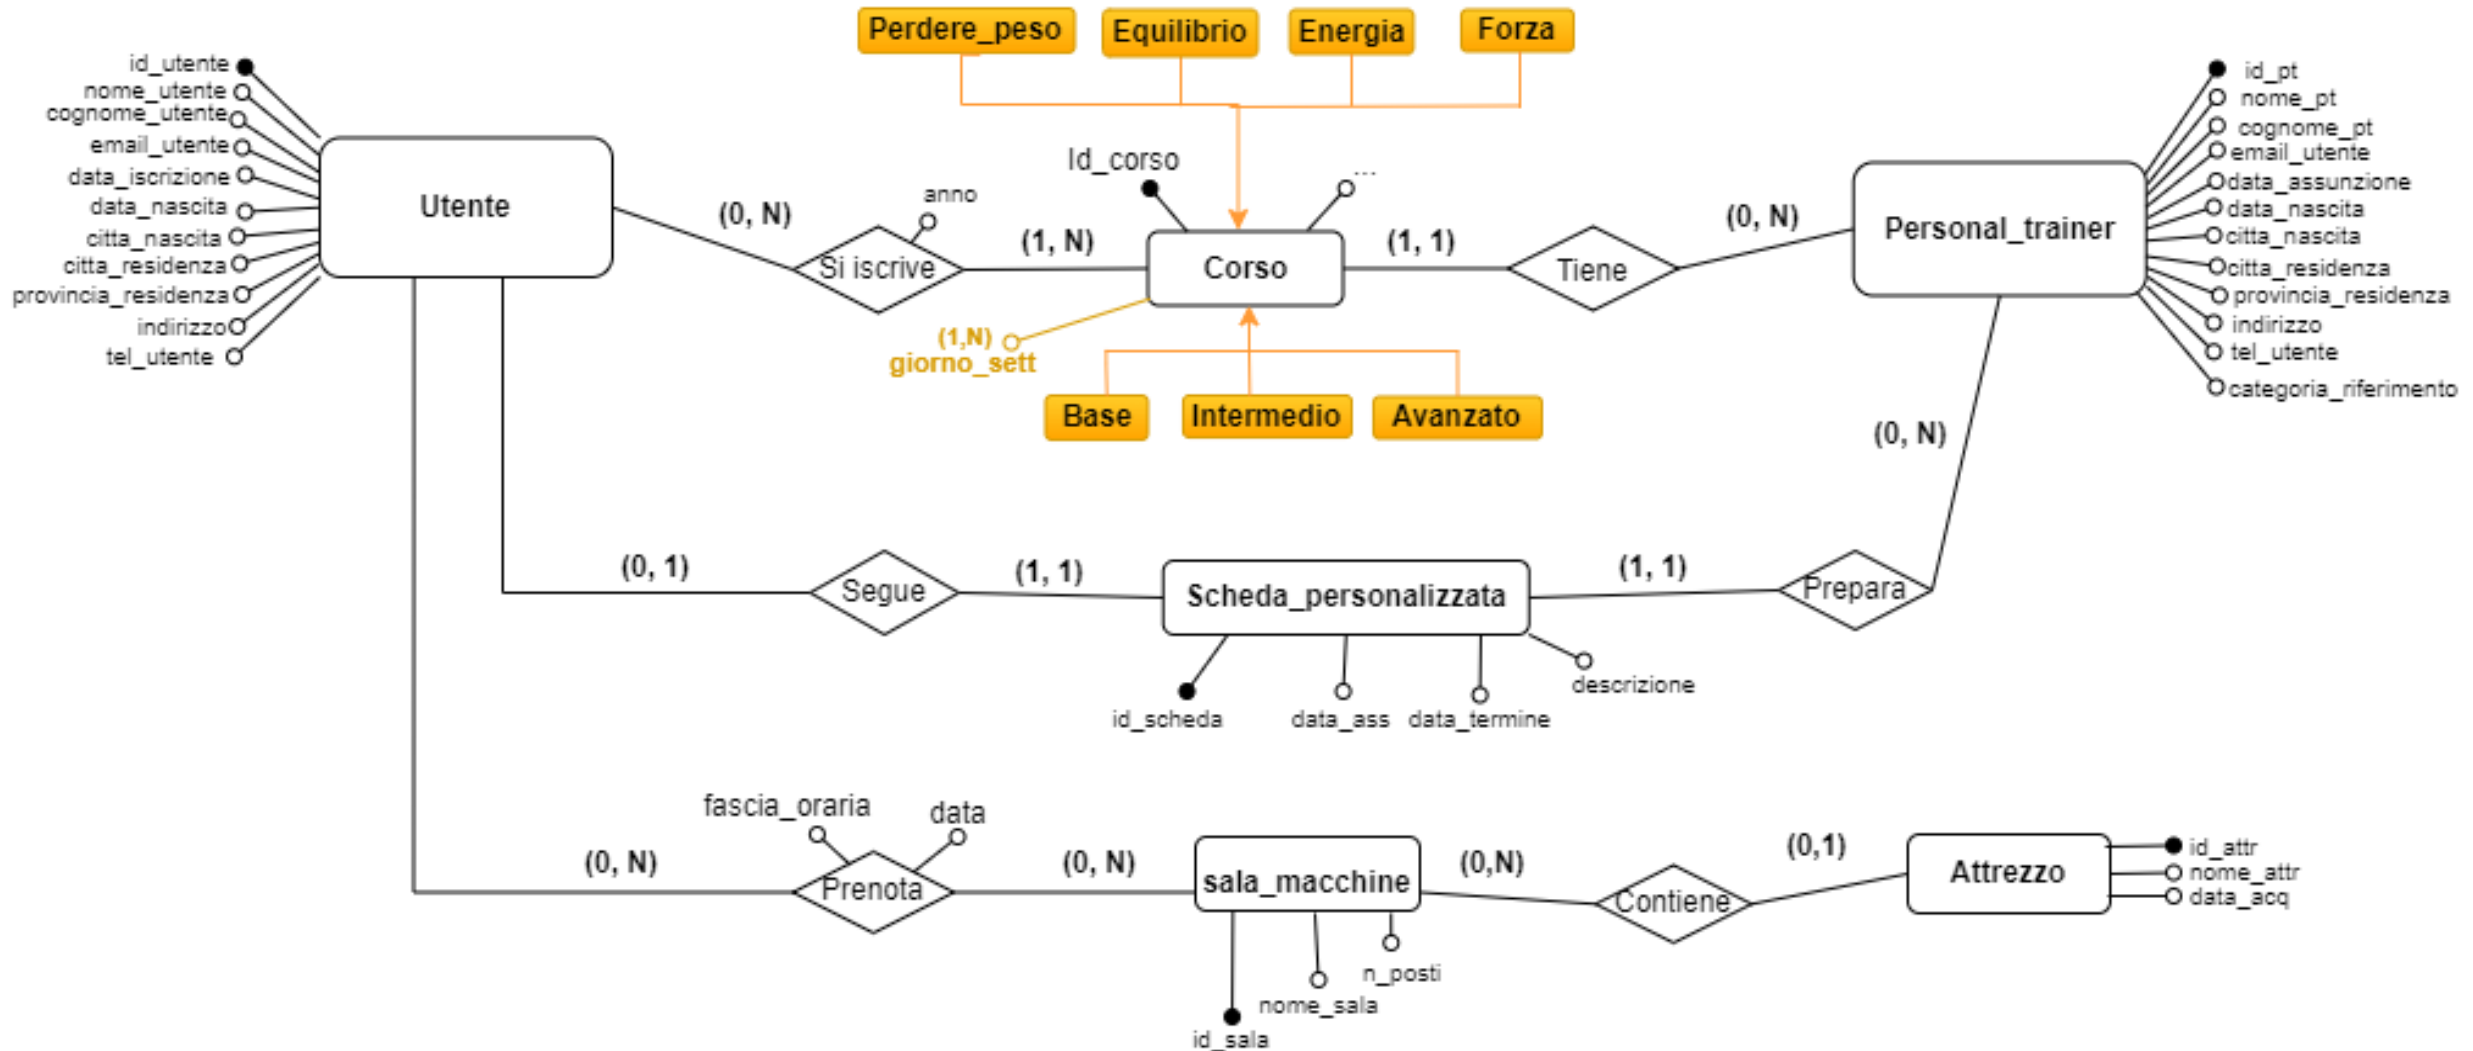 Perdere_peso
Equilibrio
Energia
Forza
id_utente
nome_utente
cognome_utente
email_utente
data_iscrizione
data_nascita
citta_nascita
citta_residenza
provincia_residenza
indirizzo
tel_utente
Utente
(0, N)
anno
Si iscrive
(1, N)
Id_corso
...
Corso
(1,N)
giorno_sett
Base
Intermedio
Avanzato
(1, 1)
Tiene
(0, N)
Personal_trainer
id_pt
nome_pt
cognome_pt
email_utente
data_assunzione
data_nascita
citta_nascita
citta_residenza
provincia_residenza
indirizzo
tel_utente
categoria_riferimento
(0, N)
(0, 1)
Segue
(1, 1)
Scheda_personalizzata
(1, 1)
Prepara
id_scheda
data_ass
data_termine
descrizione
fascia_oraria
data
(0, N)
Prenota
(0, N)
sala_macchine
(0,N)
Contiene
(0,1)
Attrezzo
id_attr
nome_attr
data_acq
n_posti
nome_sala
id_sala